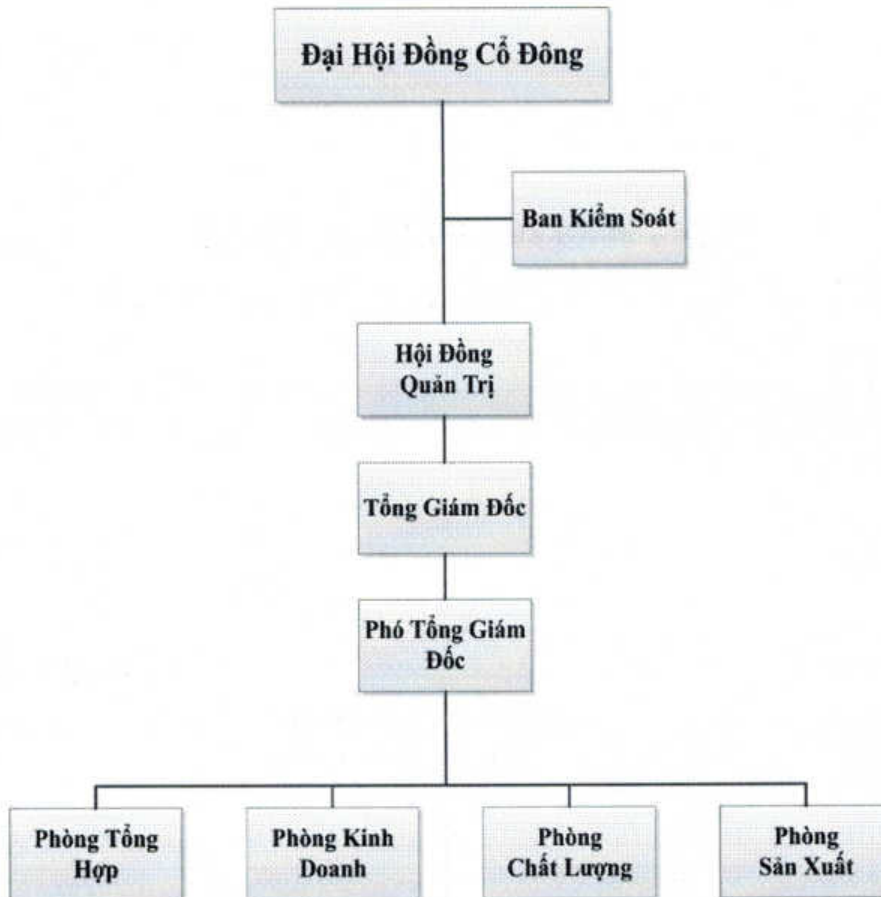 Đại Hội Đồng Cổ Đông
Ban Kiểm Soát
Hội Đồng
Quản Trị
Tổng Giám Đốc
Phó Tổng Giám
Đốc
Phòng Tổng
Hợp
Phòng Kinh
Doanh
Phòng
Chất Lượng
Phòng
Sản Xuất